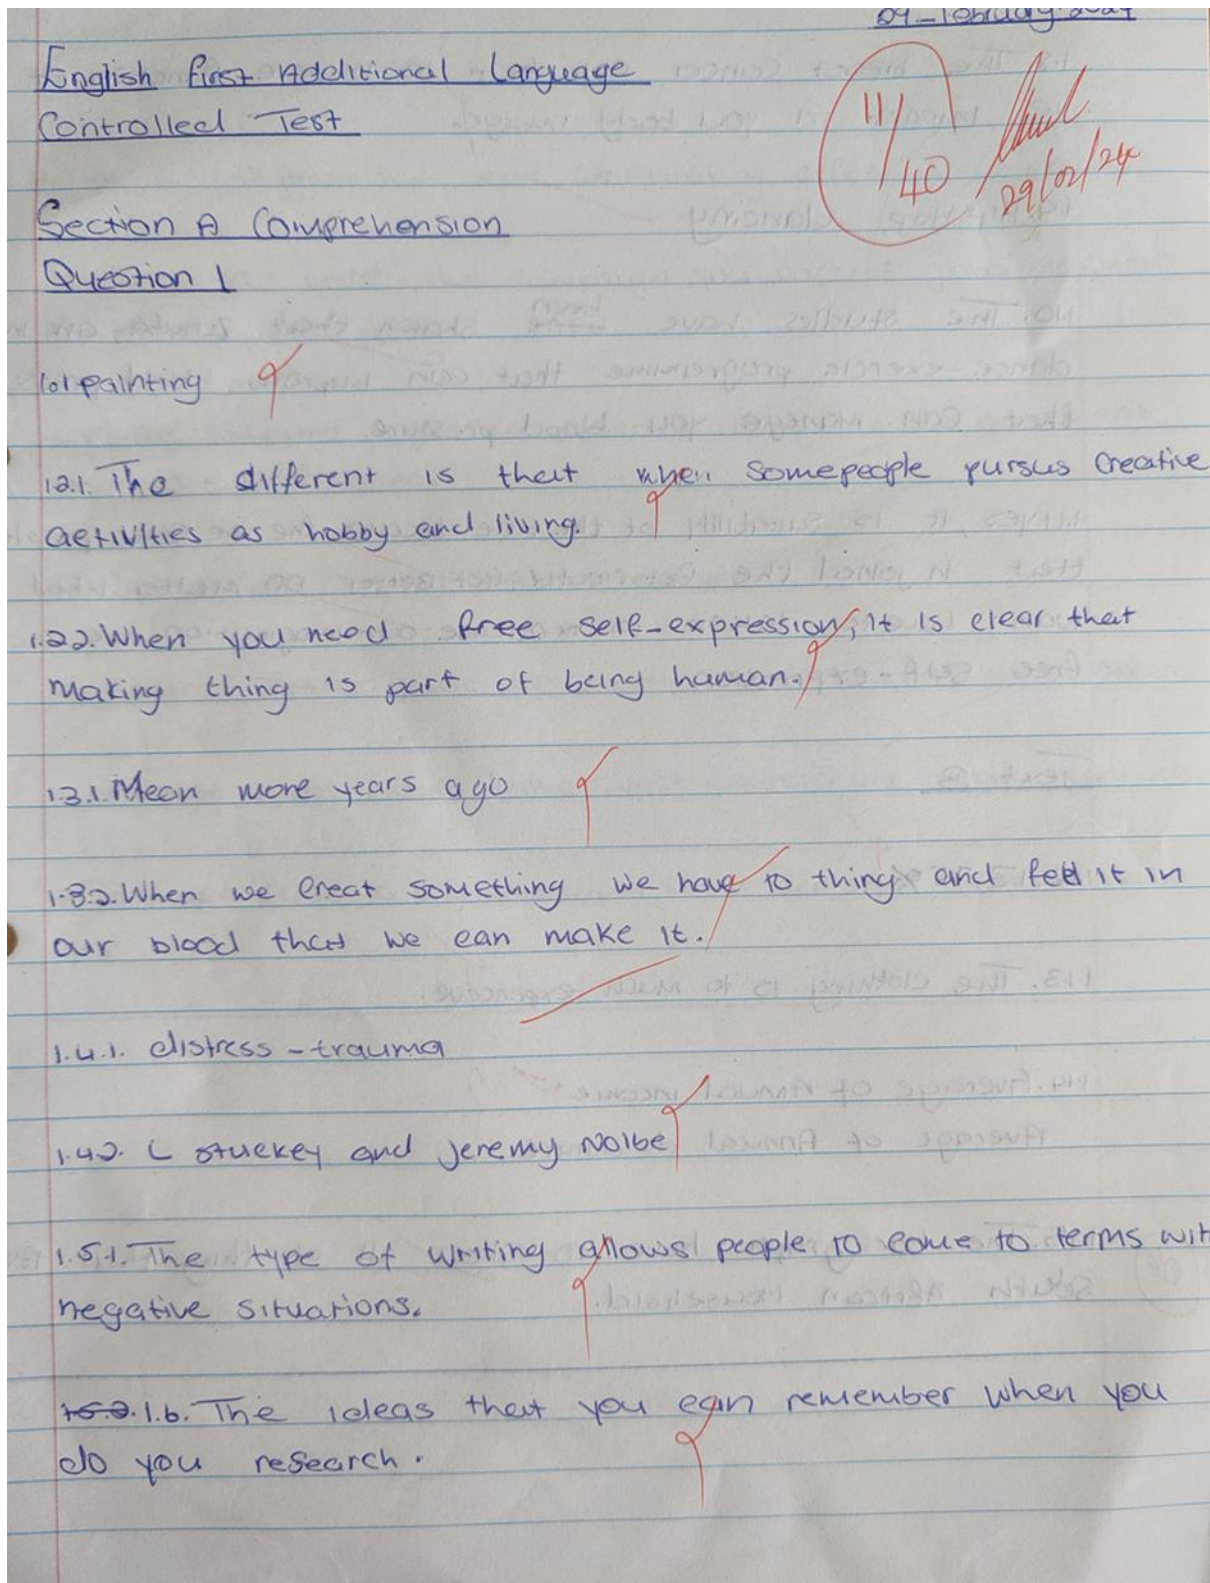 09-February-2024
English First Additional Language
Controlled Test
11/40
29/02/24
Section A Comprehension
Question 1
1.1 painting
1.2.1. The different is that when somepeople pursus creative
activities as hobby and living.
1.2.2. When you need free self-expression, it is clear that
making thing is part of being human.
1.3.1. Mean more years ago
1.3.2. When we creat something we have to thing and feel it in
our blood that we can make it.
1.4.1. distress - trauma
1.4.2. L stuckey and Jeremy Nolbe
1.5.1. The type of writing allows people to come to terms wit
negative situations.
1.5.2. 1.6. The ideas that you can remember when you
do you research.